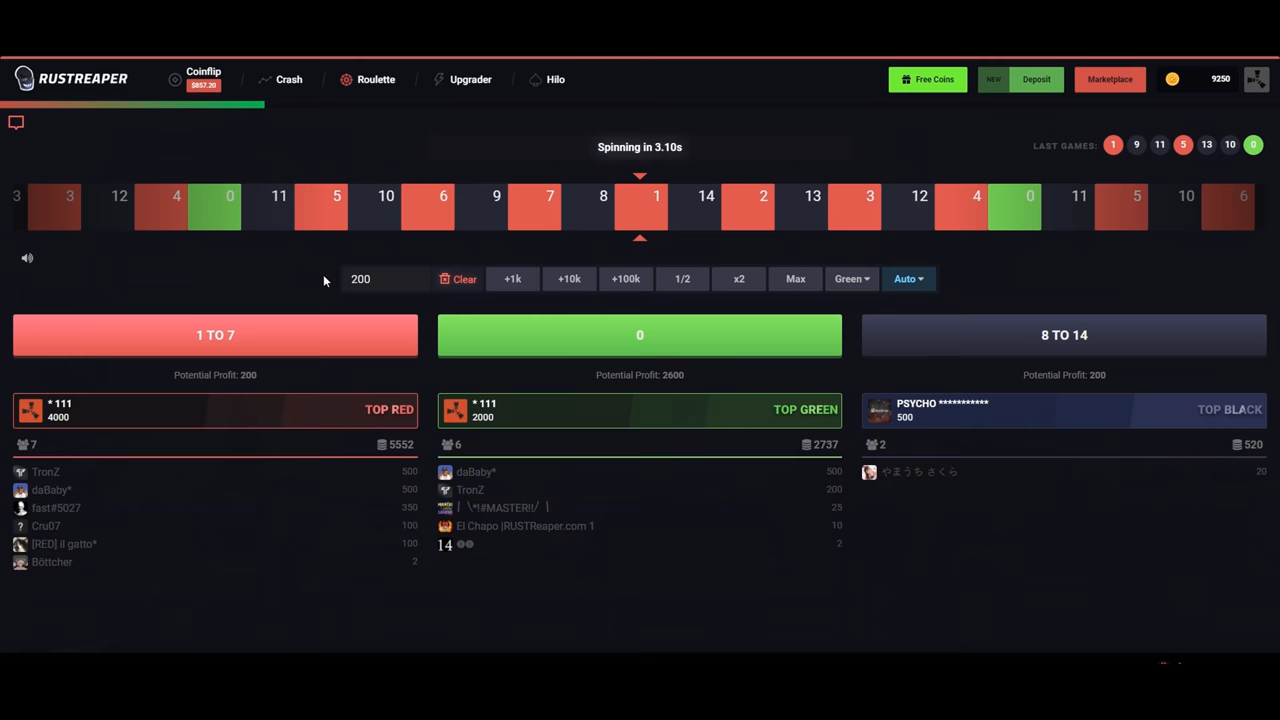 RUSTREAPER
Coinflip
$857.20
Crash
Roulette
Upgrader
Hilo
Free Coins
NEW
Deposit
Marketplace
9250
Spinning in 3.10s
LAST GAMES: 1 9 11 5 13 10 0
3 3 12 4 0 11 5 10 6 9 7 8 1 14 2 13 3 12 4 0 11 5 10 6
200 Clear +1k +10k +100k 1/2 x2 Max Green Auto
1 TO 7
0
8 TO 14
Potential Profit: 200
Potential Profit: 2600
Potential Profit: 200
* 111
4000
TOP RED
7 5552
TronZ 500
daBaby* 500
fast#5027 350
Cru07 100
[RED] il gatto* 100
Böttcher 2
* 111
2000
TOP GREEN
6 2737
daBaby* 500
TronZ 200
\*!#MASTER!!/ 25
El Chapo |RUSTReaper.com 1 10
14 2
PSYCHO ***********
500
TOP BLACK
2 520
やまうち さくら 20